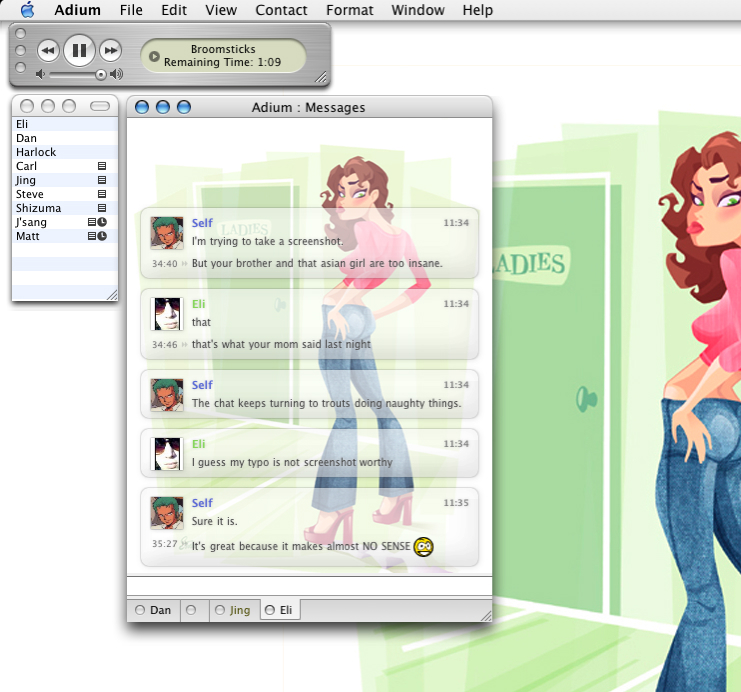 Adium File Edit View Contact Format Window Help
Broomsticks
Remaining Time: 1:09
Eli
Dan
Harlock
Carl
Jing
Steve
Shizuma
J'sang
Matt
Adium : Messages
LADIES
Self 11:34
I'm trying to take a screenshot.
34:40 » But your brother and that asian girl are too insane.
Eli 11:34
that
34:46 » that's what your mom said last night
Self 11:34
The chat keeps turning to trouts doing naughty things.
Eli 11:34
I guess my typo is not screenshot worthy
Self 11:35
Sure it is.
35:27 » It's great because it makes almost NO SENSE
Dan Jing Eli
LADIES